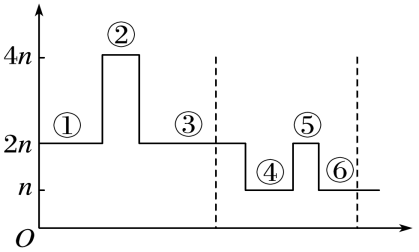 ②
4n
① ③ ⑤
2n
④ ⑥
n
O